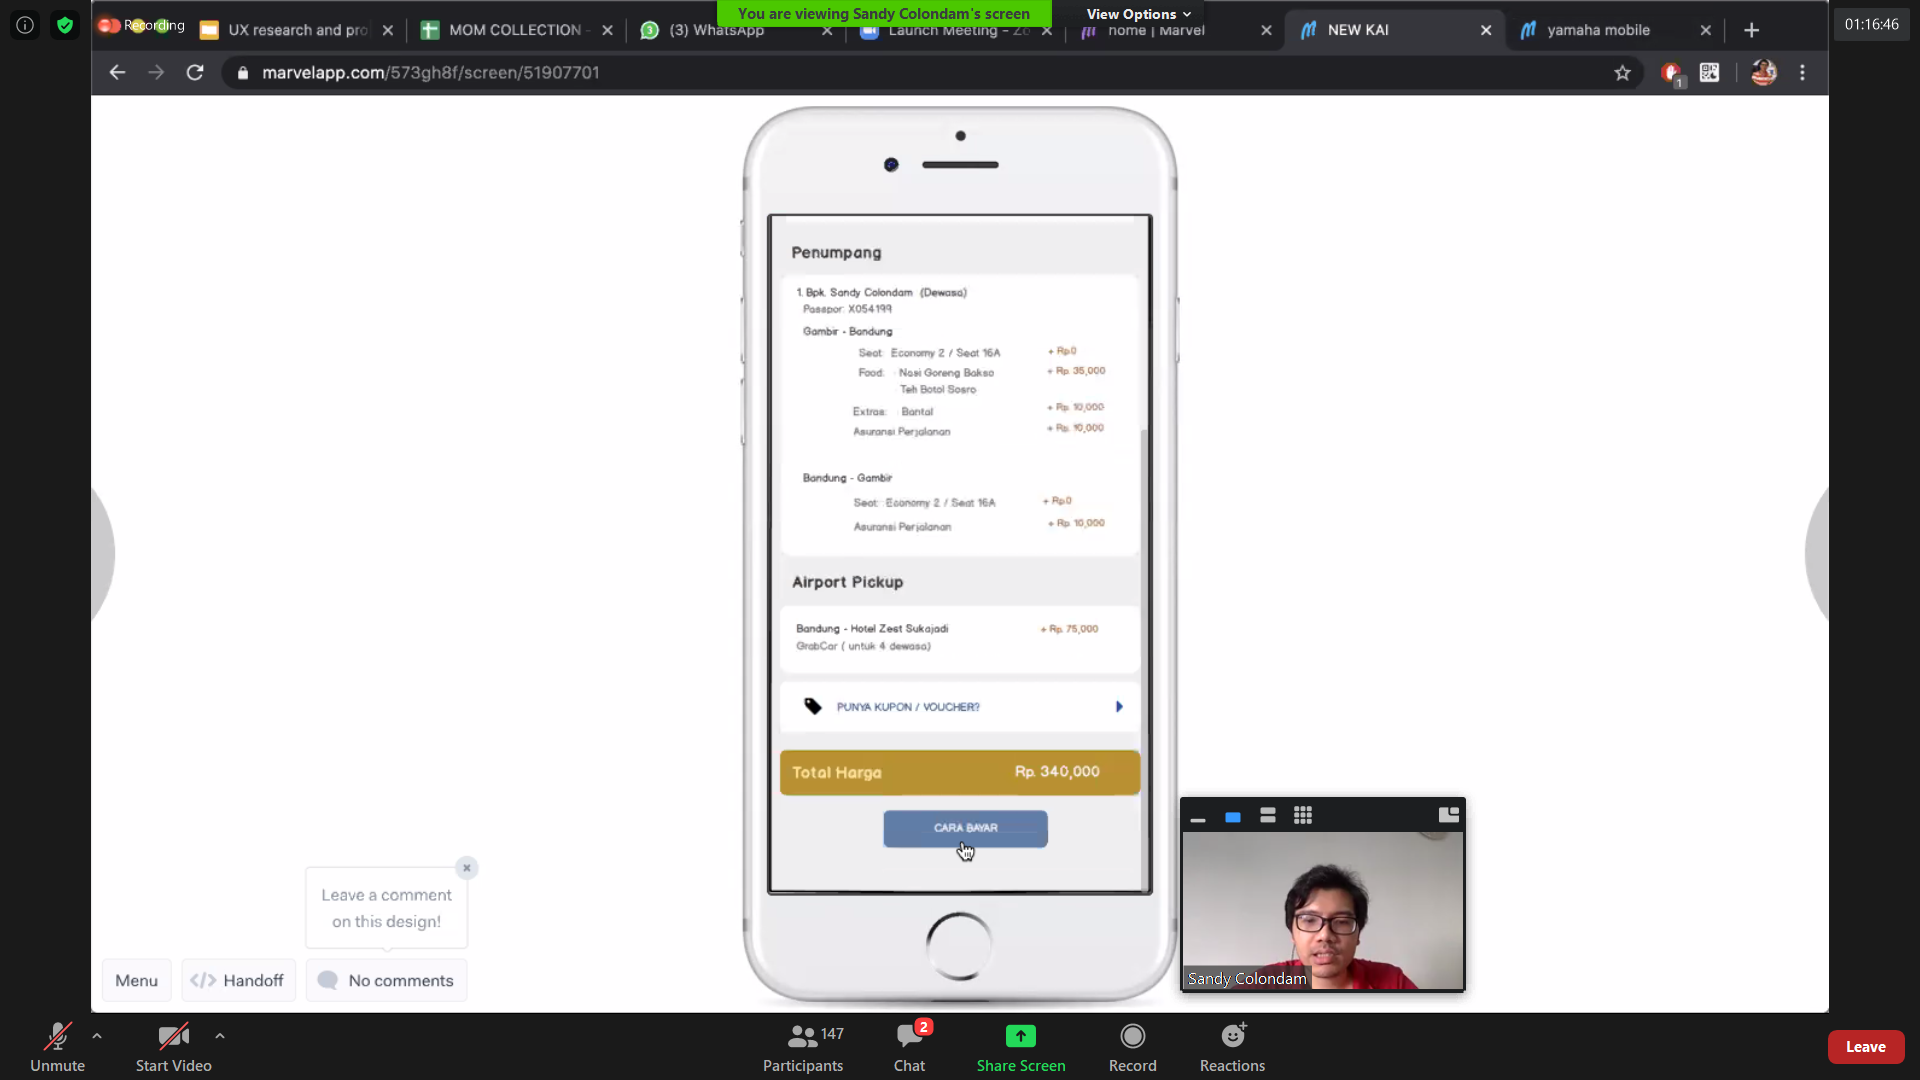 Recording
UX research and pro
MOM COLLECTION -
(3) WhatsApp
Launch Meeting - Zo
home | Marvel
NEW KAI
yamaha mobile
You are viewing Sandy Colondam's screen
View Options
01:16:46
marvelapp.com/573gh8f/screen/51907701
1
Penumpang
1. Bpk. Sandy Colondam (Dewasa)
Paspor: X054199
Gambir - Bandung
Seat: Economy 2 / Seat 16A + Rp.0
Food: Nasi Goreng Bakso + Rp. 35,000
Teh Botol Sosro
Extras: Bantal + Rp. 10,000
Asuransi Perjalanan + Rp. 10,000
Bandung - Gambir
Seat: Economy 2 / Seat 16A + Rp.0
Asuransi Perjalanan + Rp. 10,000
Airport Pickup
Bandung - Hotel Zest Sukajadi + Rp. 75,000
GrabCar ( untuk 4 dewasa)
PUNYA KUPON / VOUCHER?
Total Harga Rp. 340,000
CARA BAYAR
Leave a comment
on this design!
Menu
Handoff
No comments
Sandy Colondam
Unmute
Start Video
147
Participants
2
Chat
Share Screen
Record
Reactions
Leave